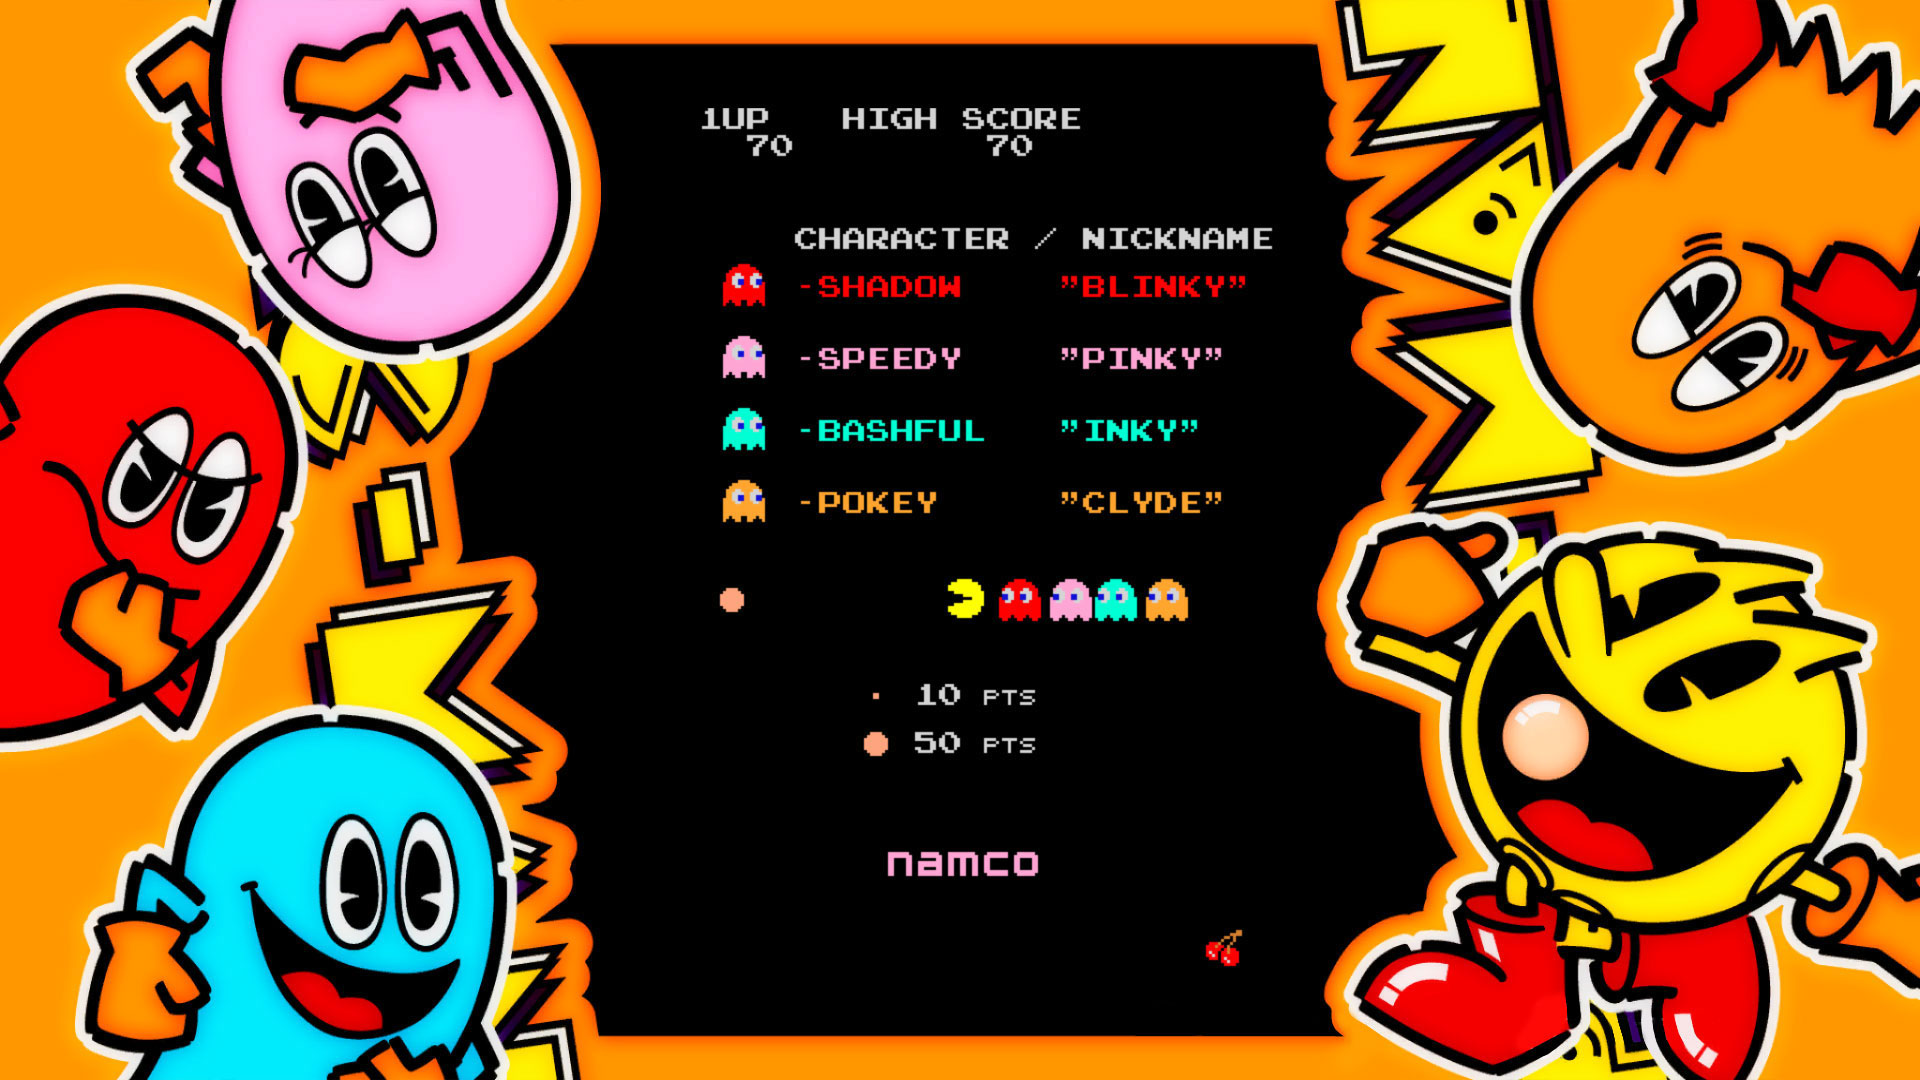 1UP HIGH SCORE
70 70
CHARACTER / NICKNAME
-SHADOW "BLINKY"
-SPEEDY "PINKY"
-BASHFUL "INKY"
-POKEY "CLYDE"
10 PTS
50 PTS
namco